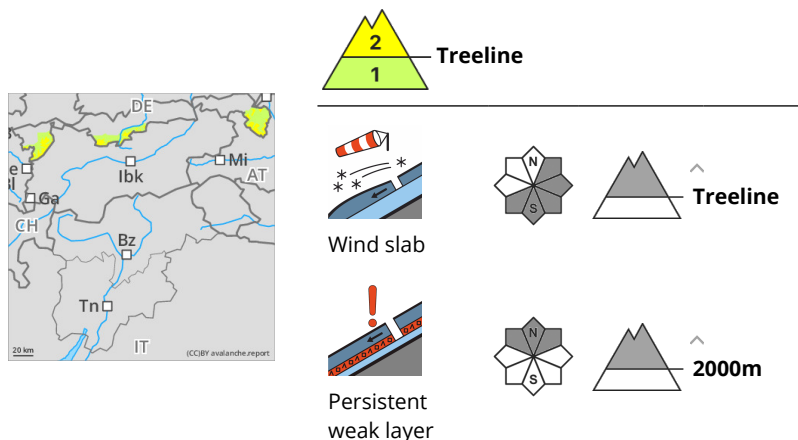 2
Treeline
1
DE
e
Mi
Ibk
AT
Ga
CH
Bz
Tn
IT
20 km
(CC)BY avalanche.report
N
S
Treeline
Wind slab
N
S
2000m
Persistent
weak layer